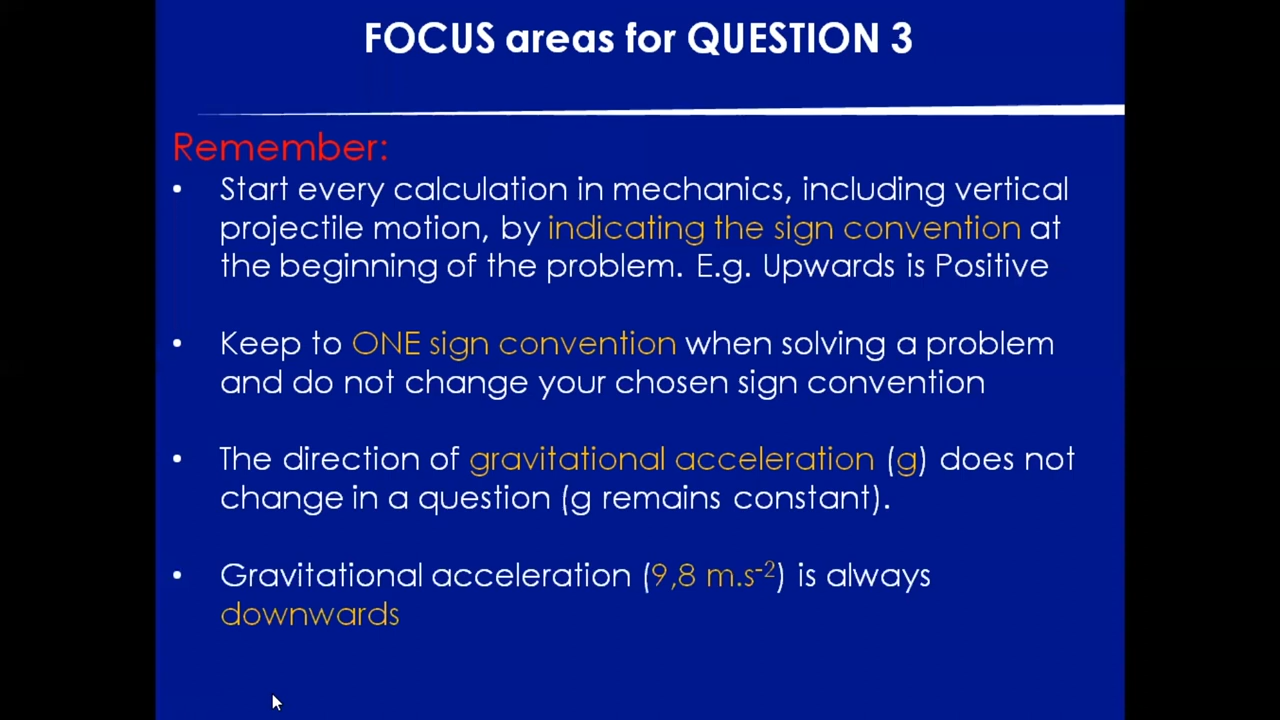 FOCUS areas for QUESTION 3
Remember:
• Start every calculation in mechanics, including vertical
projectile motion, by indicating the sign convention at
the beginning of the problem. E.g. Upwards is Positive
• Keep to ONE sign convention when solving a problem
and do not change your chosen sign convention
• The direction of gravitational acceleration (g) does not
change in a question (g remains constant).
• Gravitational acceleration (9,8 m.s⁻²) is always
downwards